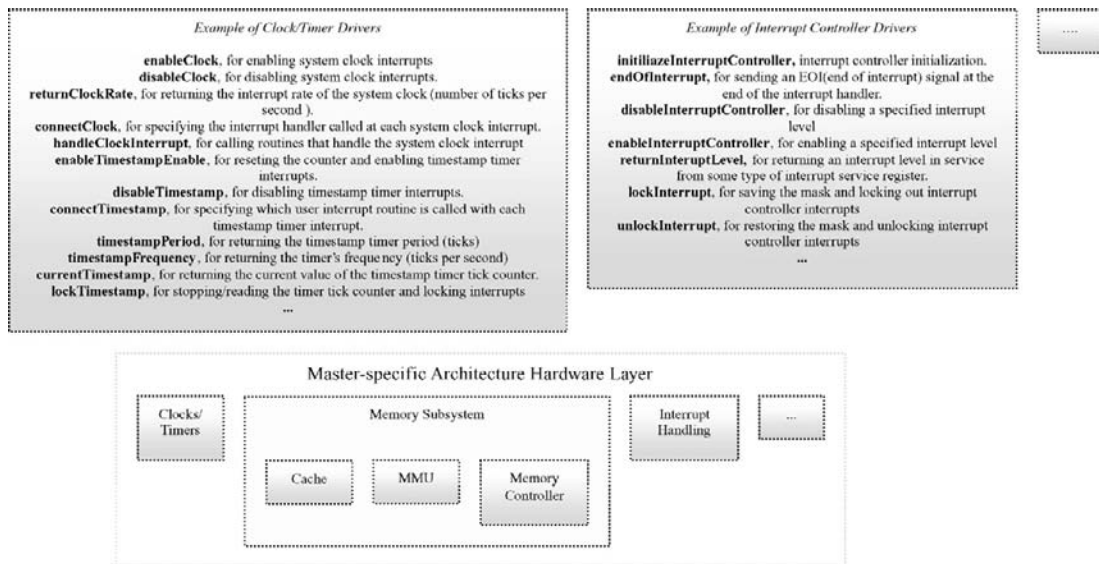 Example of Clock/Timer Drivers
enableClock, for enabling system clock interrupts
disableClock, for disabling system clock interrupts.
returnClockRate, for returning the interrupt rate of the system clock (number of ticks per
second ).
connectClock, for specifying the interrupt handler called at each system clock interrupt.
handleClockInterrupt, for calling routines that handle the system clock interrupt
enableTimestampEnable, for reseting the counter and enabling timestamp timer
interrupts.
disableTimestamp, for disabling timestamp timer interrupts.
connectTimestamp, for specifying which user interrupt routine is called with each
timestamp timer interrupt.
timestampPeriod, for returning the timestamp timer period (ticks)
timestampFrequency, for returning the timer's frequency (ticks per second)
currentTimestamp, for returning the current value of the timestamp timer tick counter.
lockTimestamp, for stopping/reading the timer tick counter and locking interrupts
...
Example of Interrupt Controller Drivers
initiliazeInterruptController, interrupt controller initialization.
endOfInterrupt, for sending an EOI(end of interrupt) signal at the
end of the interrupt handler.
disableInterruptController, for disabling a specified interrupt
level
enableInterruptController, for enabling a specified interrupt level
returnInteruptLevel, for returning an interrupt level in service
from some type of interrupt service register.
lockInterrupt, for saving the mask and locking out interrupt
controller interrupts
unlockInterrupt, for restoring the mask and unlocking interrupt
controller interrupts
...
....
Master-specific Architecture Hardware Layer
Clocks/
Timers
Memory Subsystem
Cache
MMU
Memory
Controller
Interrupt
Handling
...